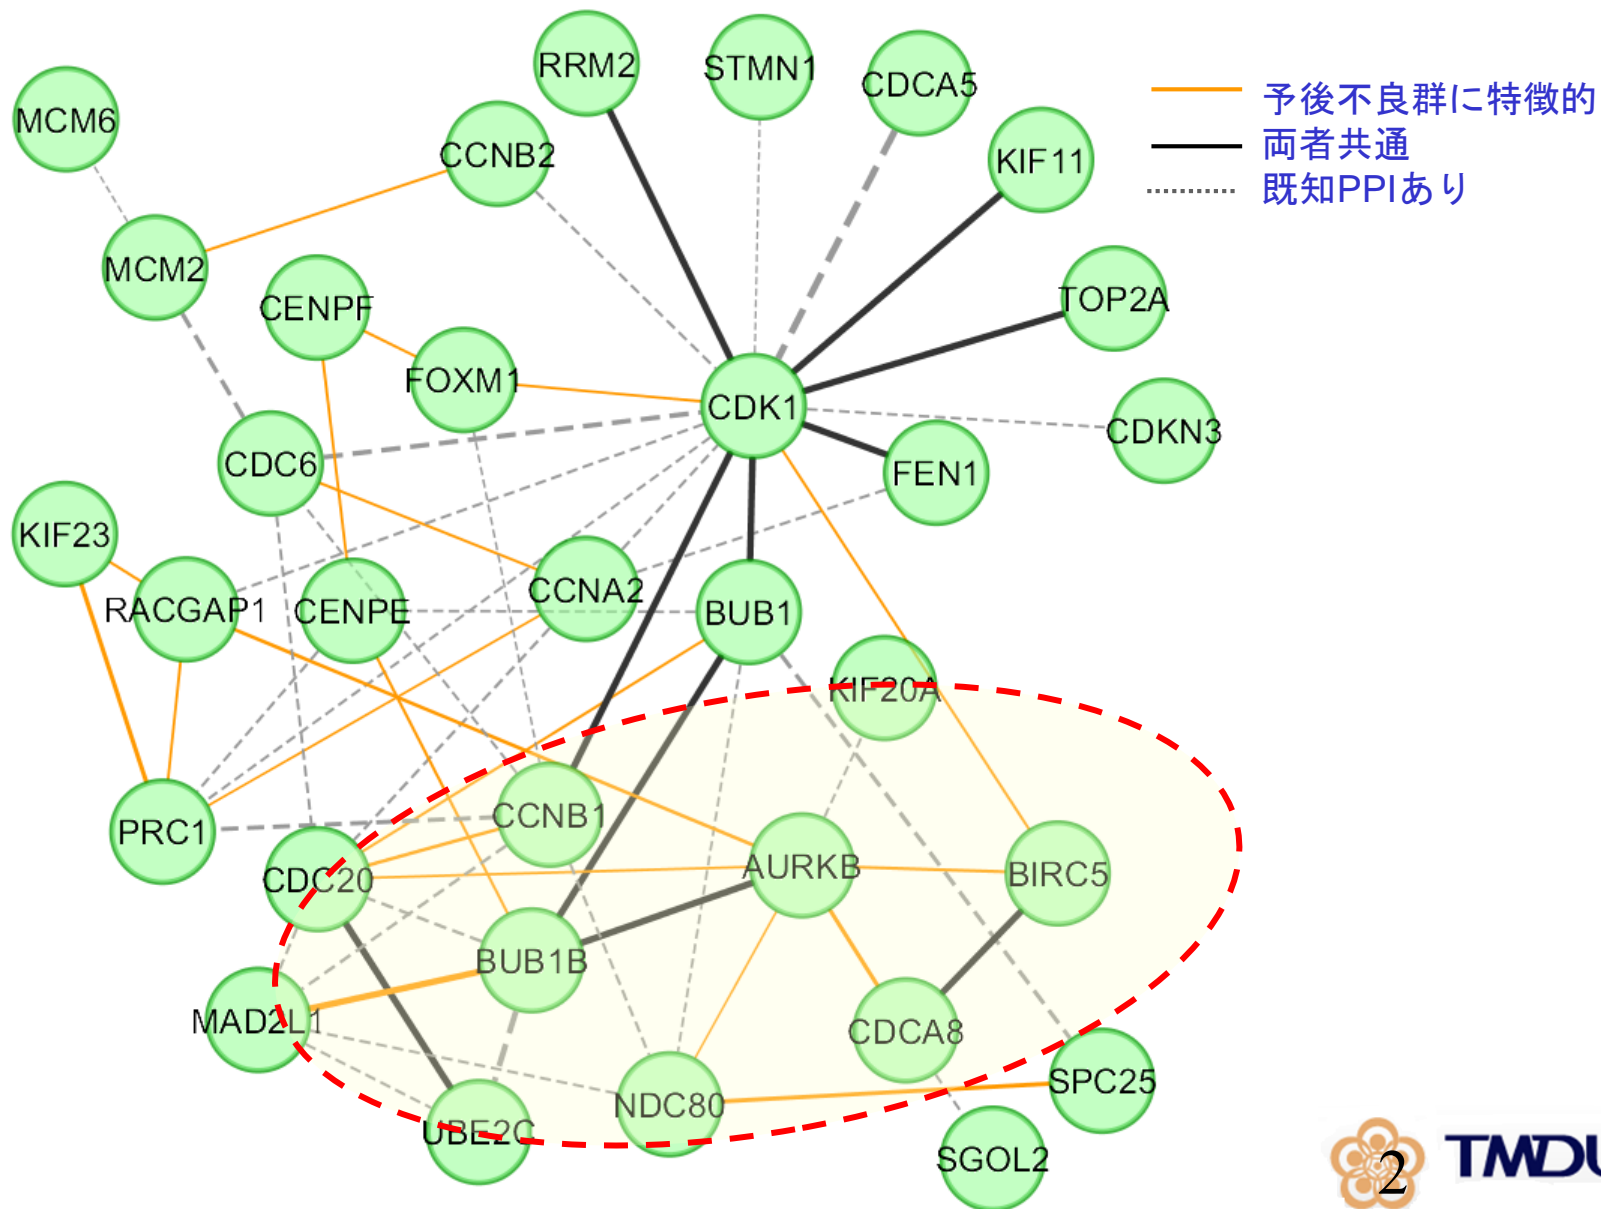 RRM2
STMN1
CDCA5
予後不良群に特徴的
MCM6
CCNB2
両者共通
KIF11
既知PPIあり
MCM2
CENPF
TOP2A
FOXM1
CDK1
CDKN3
CDC6
FEN1
KIF23
CCNA2
RACGAP1
CENPE
BUB1
KIF20A
CCNB1
PRC1
AURKB
BIRC5
CDC20
BUB1B
MAD2L1
CDCA8
SPC25
NDC80
UBE2C
SGOL2
2
TMDU